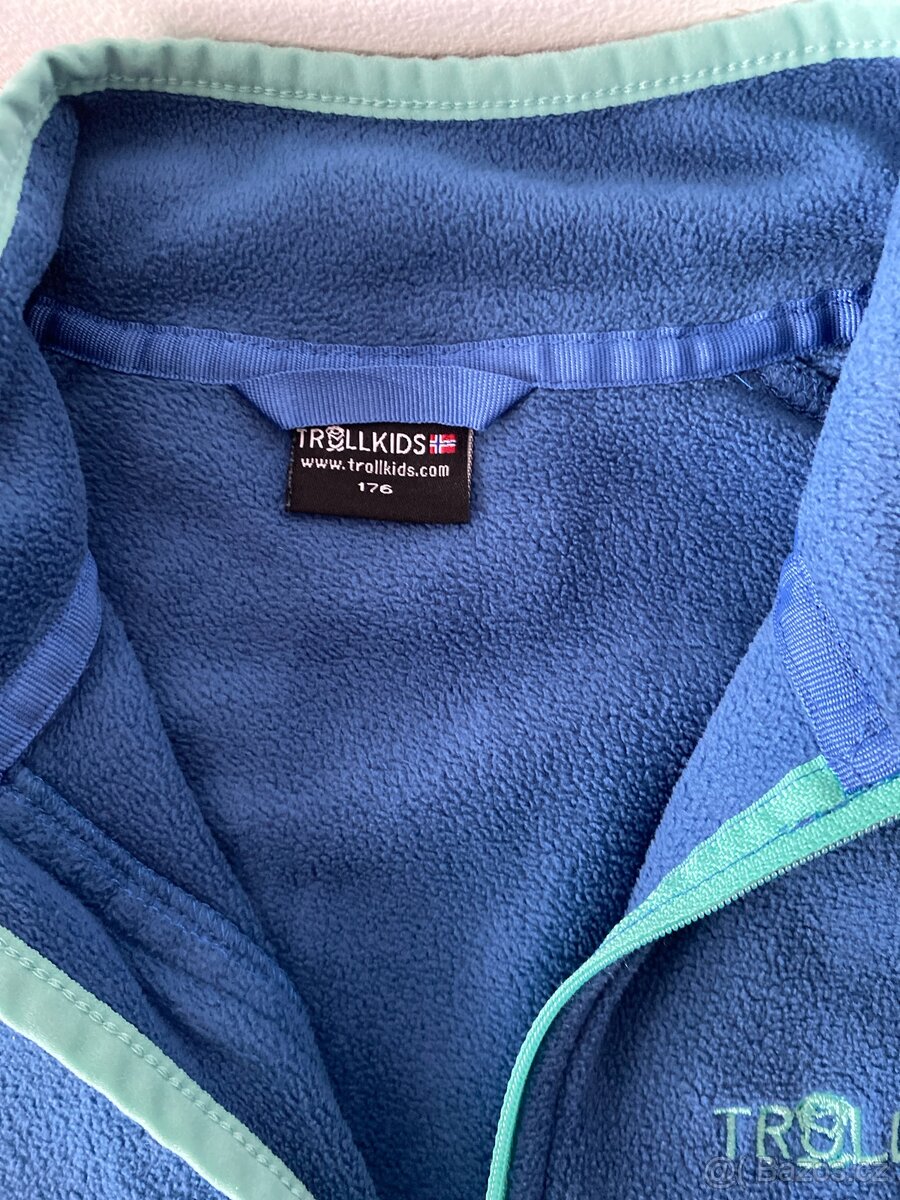 TROLLKIDS
www.trollkids.com
176
TROLL
© Bazos.cz